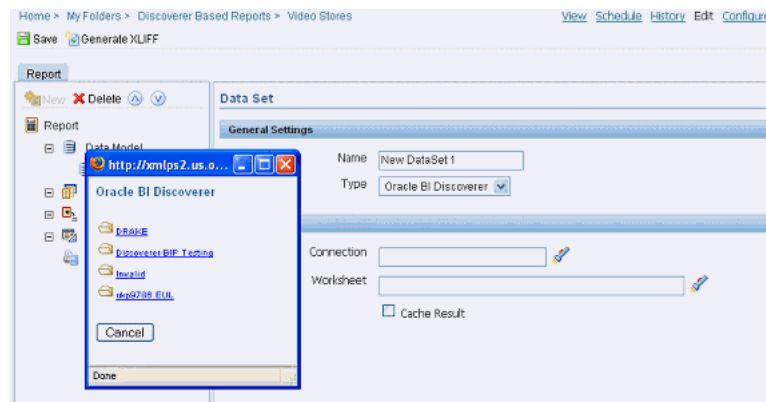 Home > My Folders > Discoverer Based Reports > Video Stores
View Schedule History Edit Configur
Save Generate XLIFF
Report
New Delete
Data Set
Report
General Settings
Data Model
Name New DataSet 1
Type Oracle BI Discoverer
http://xmlps2.us.o...
Oracle BI Discoverer
DRAKE
Discoverer BIP Testing
Invalid
ukp9708 EUL
Connection
Worksheet
Cache Result
Cancel
Done